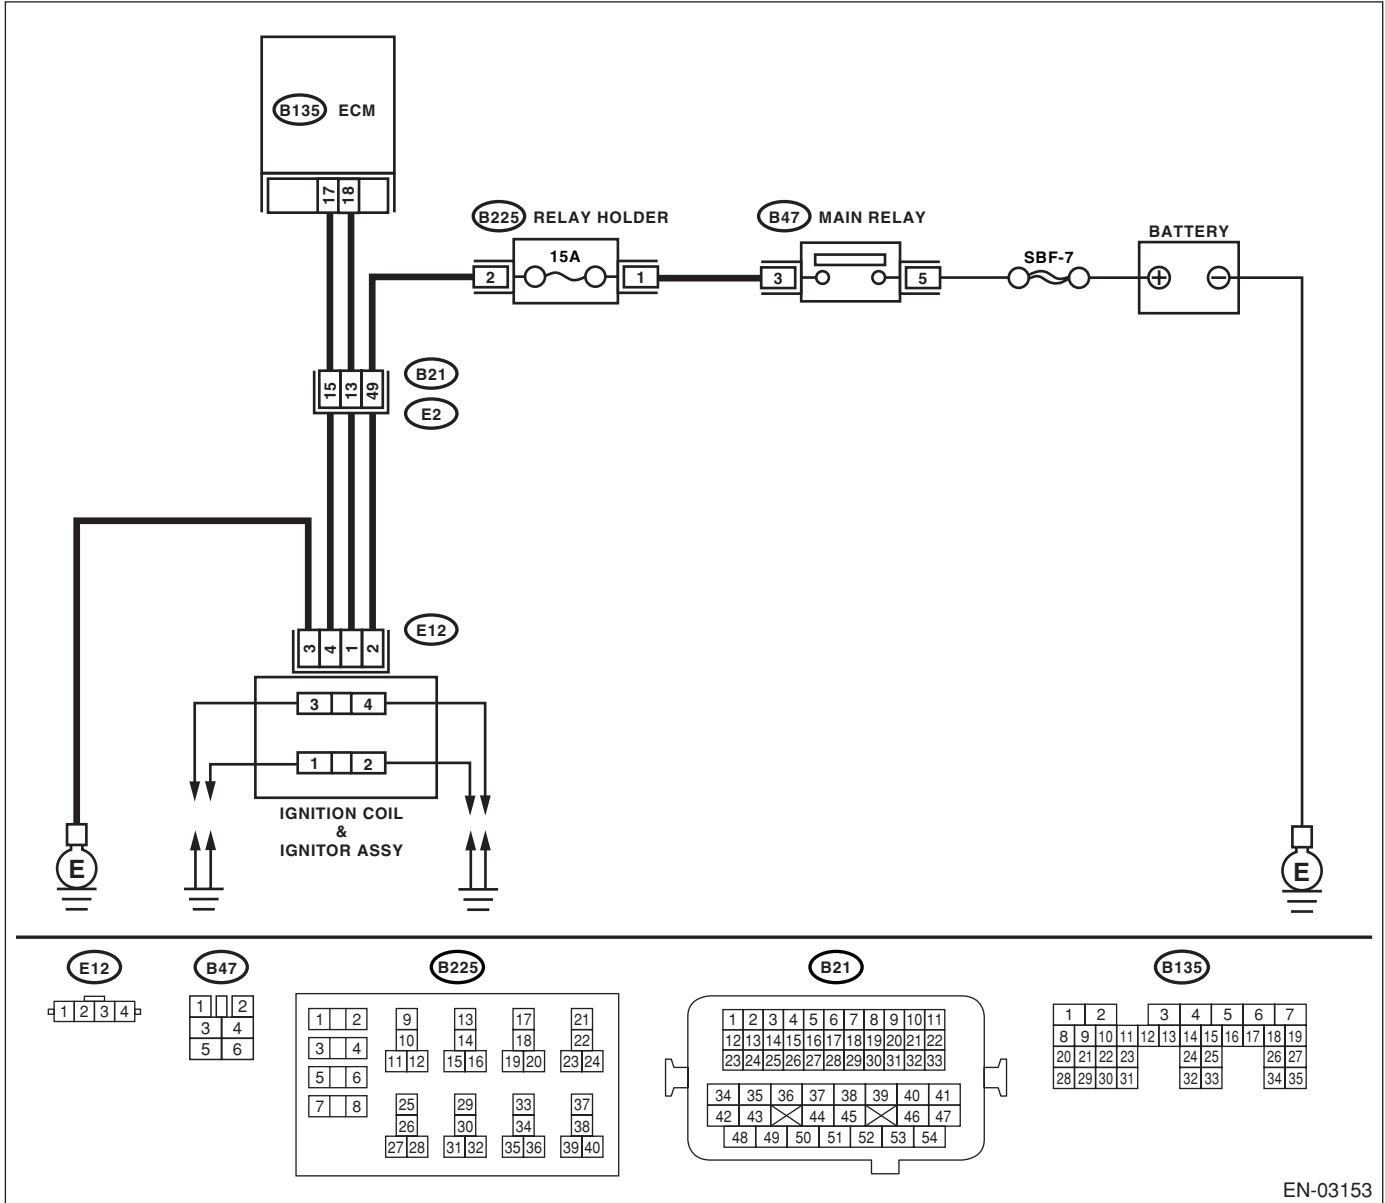 B135 ECM
17 18
B225 RELAY HOLDER
B47 MAIN RELAY
BATTERY
15A
SBF-7
2 1
3 5
+ −
15 13 49
B21
E2
E12
3 4 1 2
3 4
1 2
IGNITION COIL
&
IGNITOR ASSY
E
E
E12
1 2 3 4
B47
1 2
3 4
5 6
B225
1 2
3 4
5 6
7 8
9
10
11 12
13
14
15 16
17
18
19 20
21
22
23 24
25
26
27 28
29
30
31 32
33
34
35 36
37
38
39 40
B21
1 2 3 4 5 6 7 8 9 10 11
12 13 14 15 16 17 18 19 20 21 22
23 24 25 26 27 28 29 30 31 32 33
34 35 36 37 38 39 40 41
42 43 44 45 46 47
48 49 50 51 52 53 54
B135
1 2 3 4 5 6 7
8 9 10 11 12 13 14 15 16 17 18 19
20 21 22 23 24 25 26 27
28 29 30 31 32 33 34 35
EN-03153